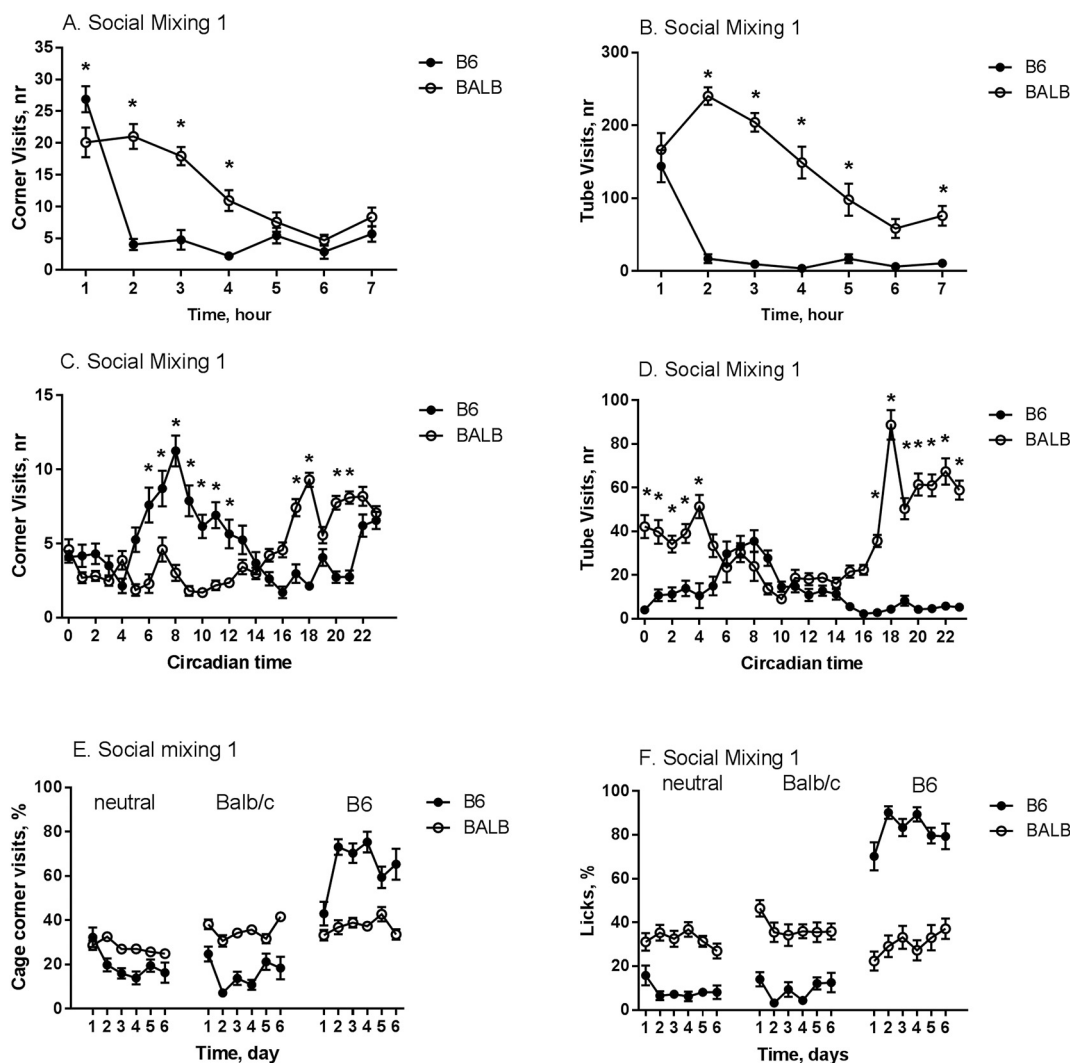 A. Social Mixing 1
35
30
25
20
15
10
5
0
Corner Visits, nr
* * * *
1 2 3 4 5 6 7
Time, hour
B6
BALB
B. Social Mixing 1
300
200
100
0
Tube Visits, nr
* * * * *
1 2 3 4 5 6 7
Time, hour
B6
BALB
C. Social Mixing 1
15
10
5
0
Corner Visits, nr
* * * * * * * * * * *
0 2 4 6 8 10 12 14 16 18 20 22
Circadian time
B6
BALB
D. Social Mixing 1
100
80
60
40
20
0
Tube Visits, nr
* * * * * * * * * * * *
0 2 4 6 8 10 12 14 16 18 20 22
Circadian time
B6
BALB
E. Social mixing 1
100
80
60
40
20
0
Cage corner visits, %
neutral Balb/c B6
1 2 3 4 5 6 1 2 3 4 5 6 1 2 3 4 5 6
Time, day
B6
BALB
F. Social Mixing 1
neutral Balb/c B6
100
80
60
40
20
0
Licks, %
1 2 3 4 5 6 1 2 3 4 5 6 1 2 3 4 5 6
Time, days
B6
BALB